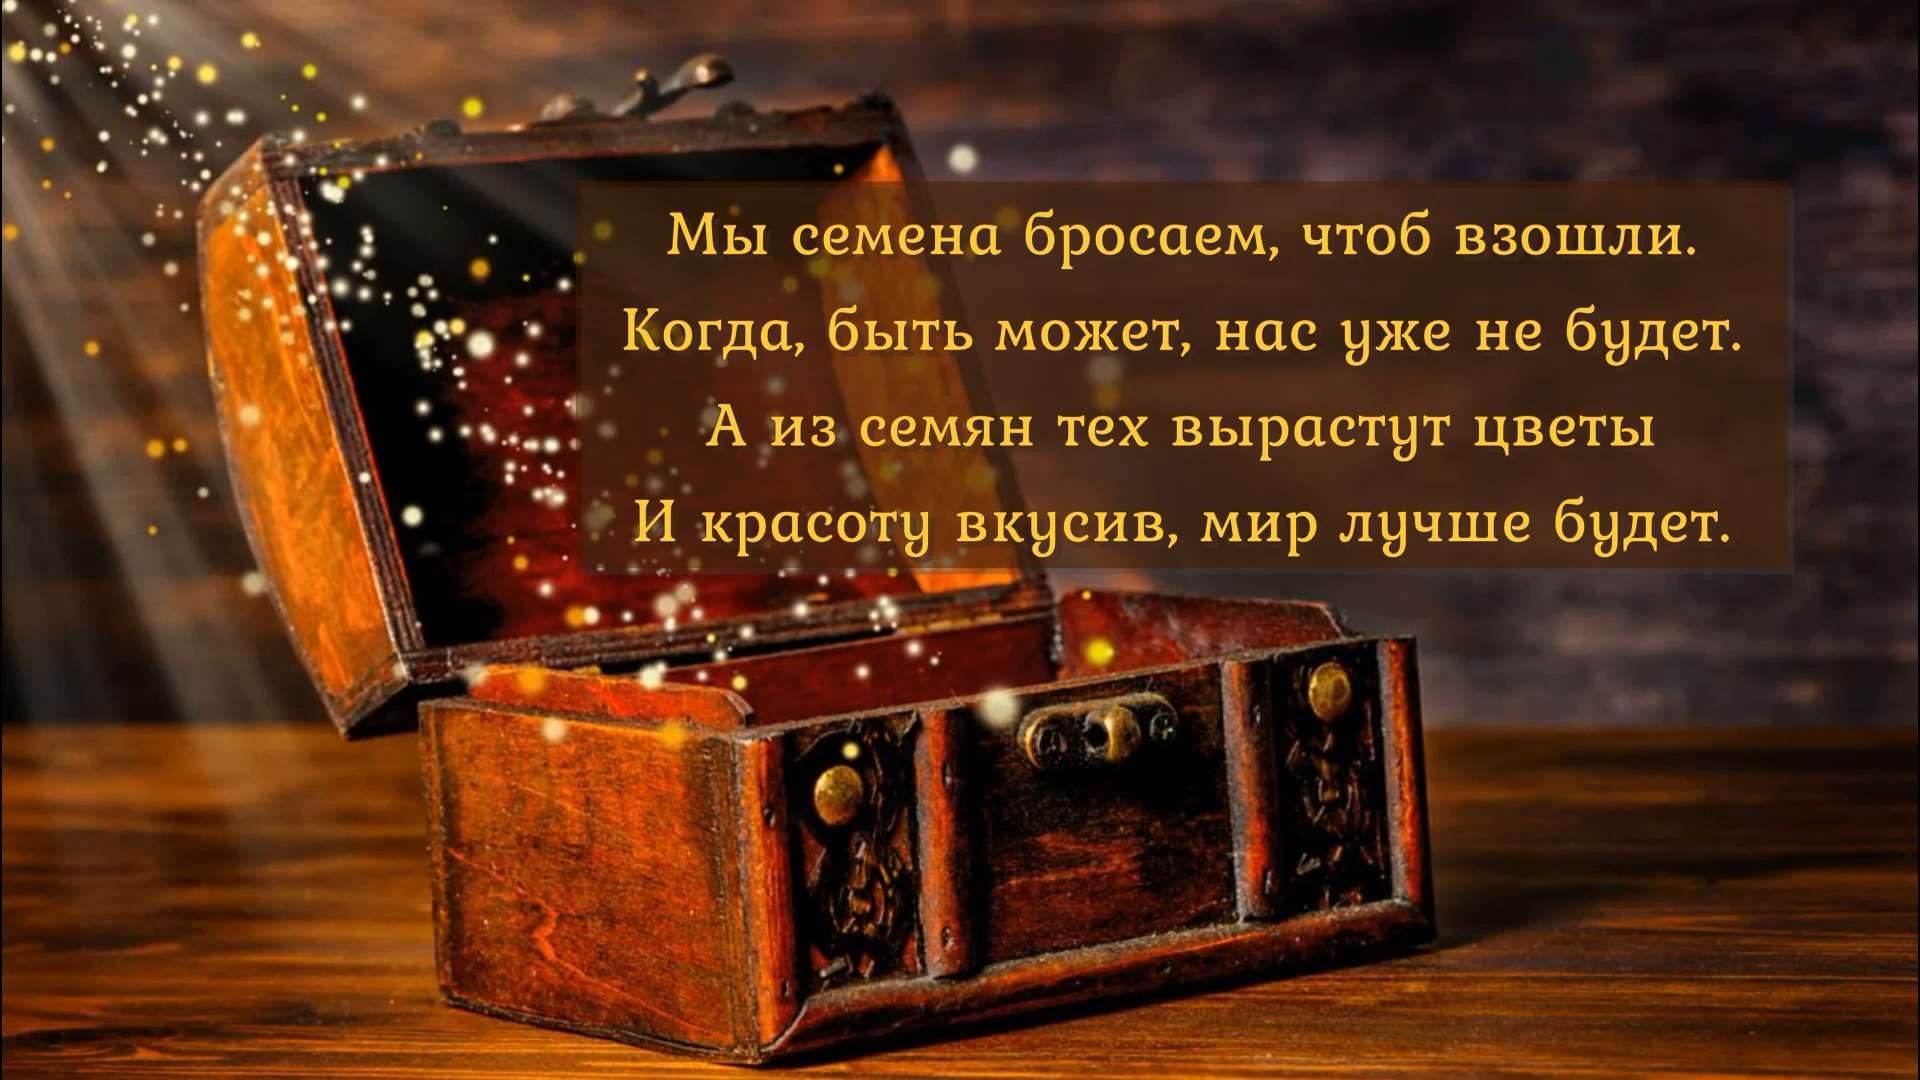 Мы семена бросаем, чтоб взошли.
Когда, быть может, нас уже не будет.
А из семян тех вырастут цветы
И красоту вкусив, мир лучше будет.